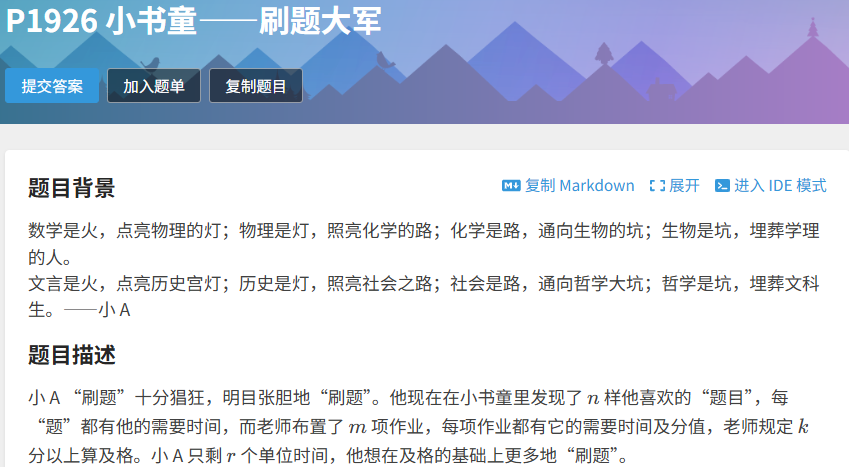 P1926 小书童——刷题大军
提交答案 加入题单 复制题目
题目背景 复制 Markdown 展开 进入 IDE 模式
数学是火，点亮物理的灯；物理是灯，照亮化学的路；化学是路，通向生物的坑；生物是坑，埋葬学理
的人。
文言是火，点亮历史宫灯；历史是灯，照亮社会之路；社会是路，通向哲学大坑；哲学是坑，埋葬文科
生。——小 A
题目描述
小 A “刷题”十分猖狂，明目张胆地“刷题”。他现在在小书童里发现了 n 样他喜欢的“题目”，每
“题”都有他的需要时间，而老师布置了 m 项作业，每项作业都有它的需要时间及分值，老师规定 k
分以上算及格。小 A 只剩 r 个单位时间，他想在及格的基础上更多地“刷题”。